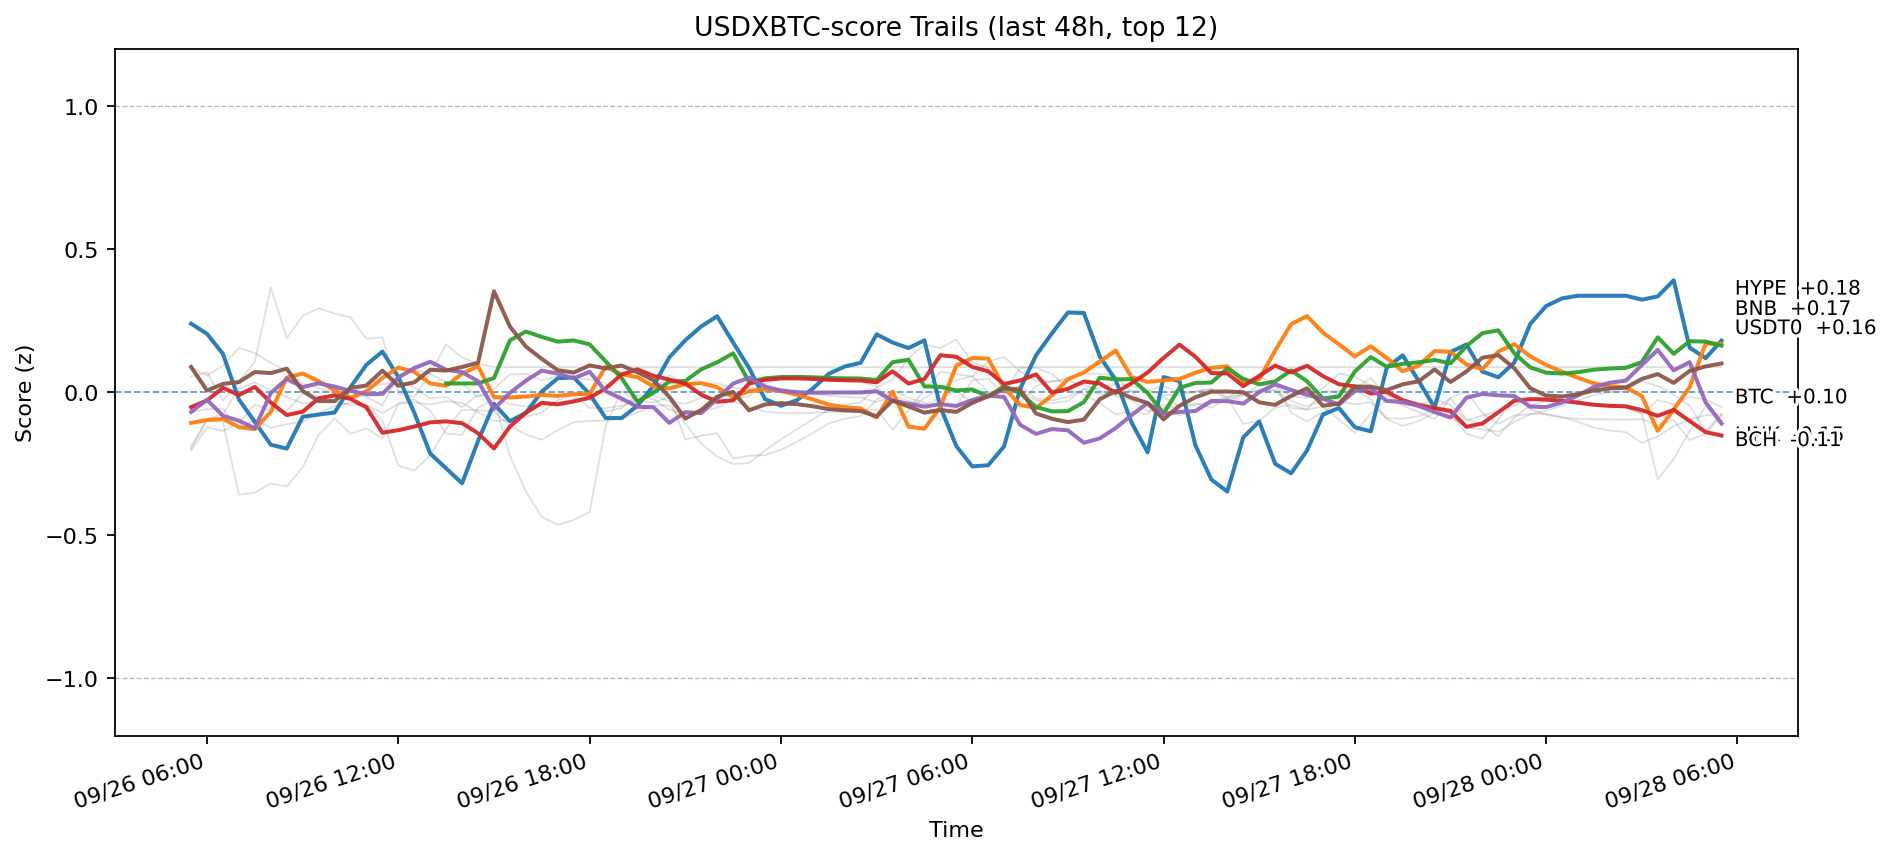 USDXBTC-score Trails (last 48h, top 12)
Score (z)
1.0
0.5
0.0
−0.5
−1.0
HYPE +0.18
BNB +0.17
USDT0 +0.16
BTC +0.10
BCH -0.11
09/26 06:00
09/26 12:00
09/26 18:00
09/27 00:00
09/27 06:00
09/27 12:00
09/27 18:00
09/28 00:00
09/28 06:00
Time